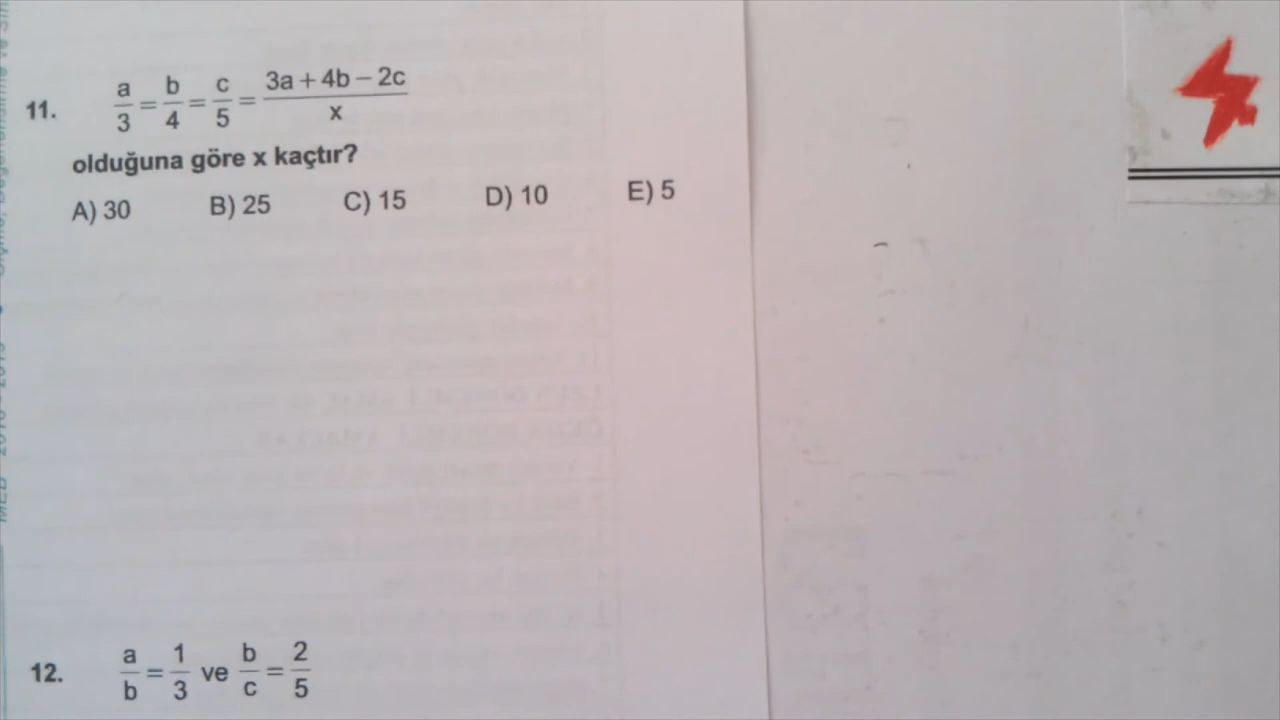 11. a/3 = b/4 = c/5 = (3a + 4b – 2c)/x
olduğuna göre x kaçtır?
A) 30 B) 25 C) 15 D) 10 E) 5
12. a/b = 1/3 ve b/c = 2/5